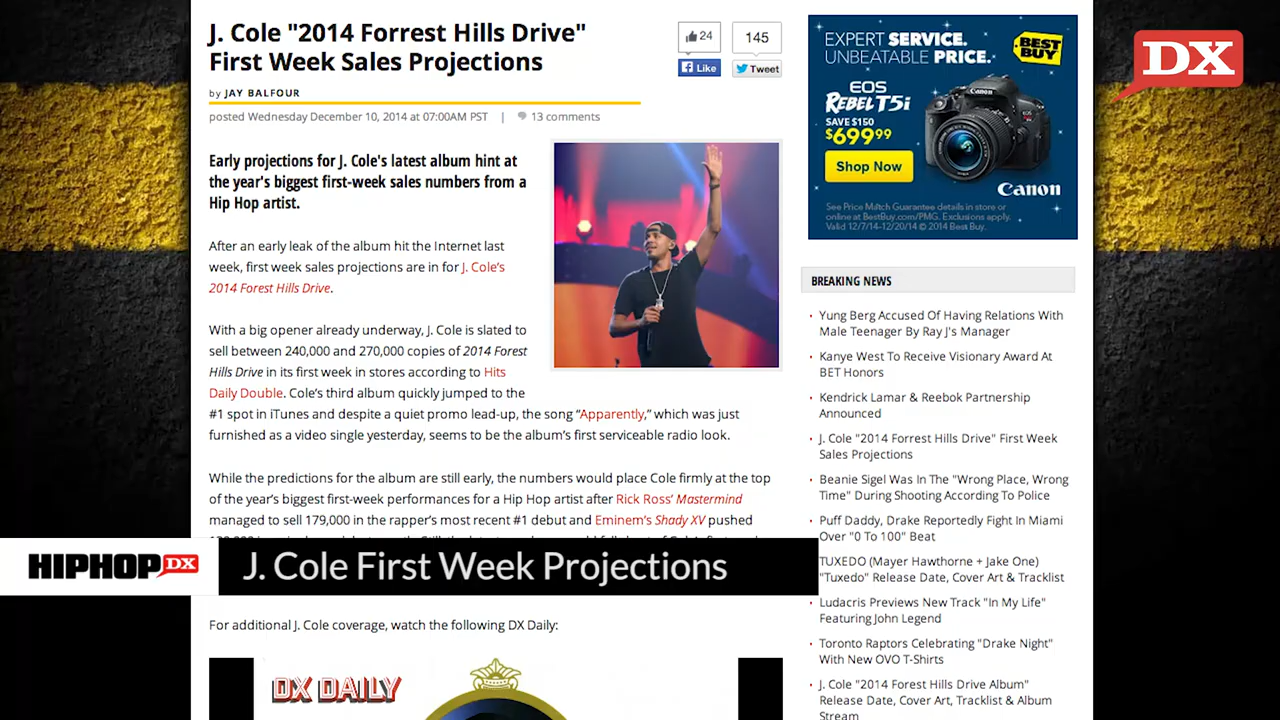 J. Cole "2014 Forrest Hills Drive"
First Week Sales Projections
24
145
Like
Tweet
by JAY BALFOUR
posted Wednesday December 10, 2014 at 07:00AM PST | 13 comments
Early projections for J. Cole's latest album hint at
the year's biggest first-week sales numbers from a
Hip Hop artist.
After an early leak of the album hit the Internet last
week, first week sales projections are in for J. Cole's
2014 Forest Hills Drive.
With a big opener already underway, J. Cole is slated to
sell between 240,000 and 270,000 copies of 2014 Forest
Hills Drive in its first week in stores according to Hits
Daily Double. Cole's third album quickly jumped to the
#1 spot in iTunes and despite a quiet promo lead-up, the song "Apparently," which was just
furnished as a video single yesterday, seems to be the album's first serviceable radio look.
While the predictions for the album are still early, the numbers would place Cole firmly at the top
of the year's biggest first-week performances for a Hip Hop artist after Rick Ross' Mastermind
managed to sell 179,000 in the rapper's most recent #1 debut and Eminem's Shady XV pushed
HIPHOPDX
J. Cole First Week Projections
For additional J. Cole coverage, watch the following DX Daily:
DX DAILY
EXPERT SERVICE.
UNBEATABLE PRICE.
BEST BUY
EOS
REBEL T5i
SAVE $150
$699.99
Shop Now
Canon
Canon
See Price Match Guarantee details in store or
online at BestBuy.com/PMG. Exclusions apply.
Valid 12/7/14-12/20/14 © 2014 Best Buy.
DX
BREAKING NEWS
Yung Berg Accused Of Having Relations With
Male Teenager By Ray J's Manager
Kanye West To Receive Visionary Award At
BET Honors
Kendrick Lamar & Reebok Partnership
Announced
J. Cole "2014 Forrest Hills Drive" First Week
Sales Projections
Beanie Sigel Was In The "Wrong Place, Wrong
Time" During Shooting According To Police
Puff Daddy, Drake Reportedly Fight In Miami
Over "0 To 100" Beat
TUXEDO (Mayer Hawthorne + Jake One)
"Tuxedo" Release Date, Cover Art & Tracklist
Ludacris Previews New Track "In My Life"
Featuring John Legend
Toronto Raptors Celebrating "Drake Night"
With New OVO T-Shirts
J. Cole "2014 Forest Hills Drive Album"
Release Date, Cover Art, Tracklist & Album
Stream